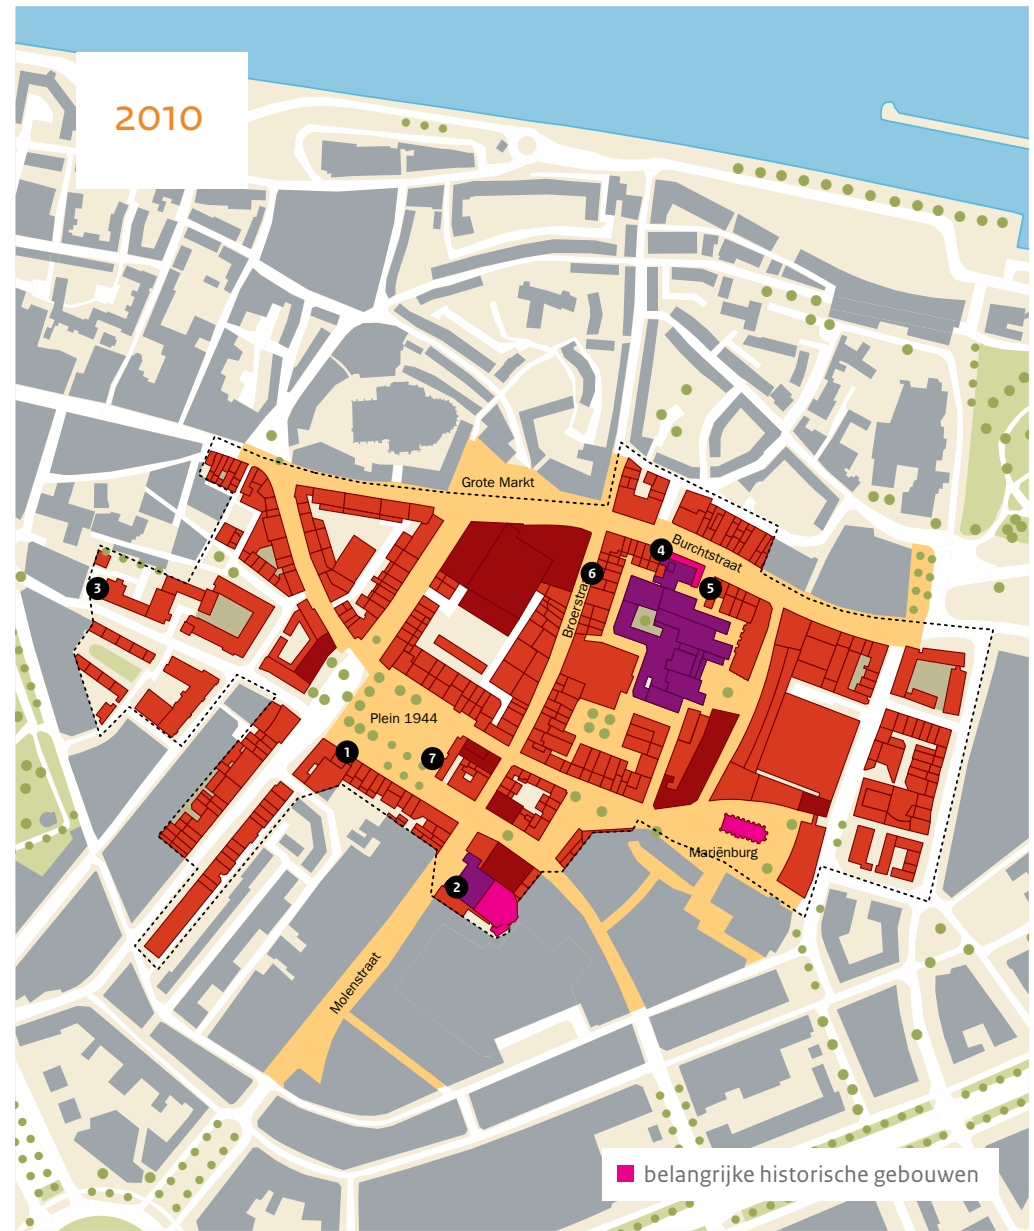 2010
Grote Markt
Burchtstraat
4
6
5
3
Broerstraat
Plein 1944
1
7
Mariënburg
2
Molenstraat
belangrijke historische gebouwen